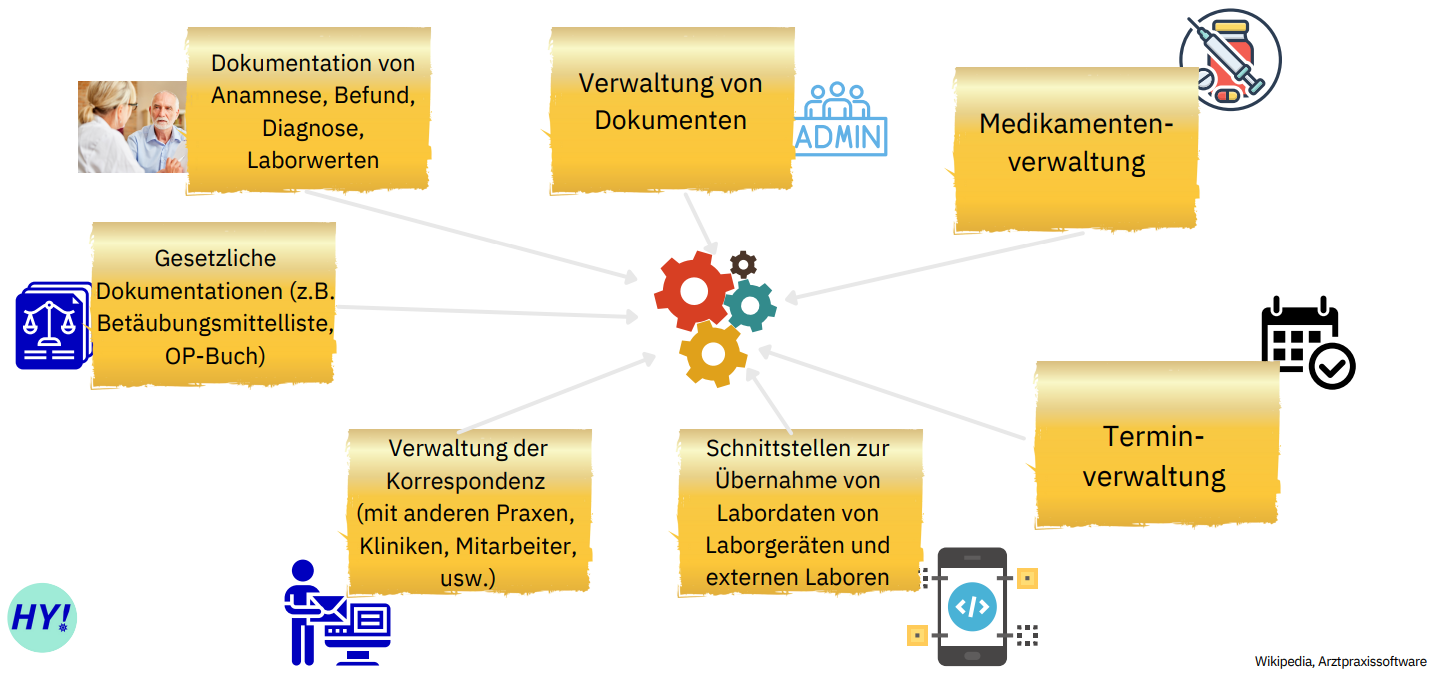 Dokumentation von
Anamnese, Befund,
Diagnose,
Laborwerten
Verwaltung von
Dokumenten
ADMIN
Medikamenten-
verwaltung
Gesetzliche
Dokumentationen (z.B.
Betäubungsmittelliste,
OP-Buch)
Termin-
verwaltung
Verwaltung der
Korrespondenz
(mit anderen Praxen,
Kliniken, Mitarbeiter,
usw.)
Schnittstellen zur
Übernahme von
Labordaten von
Laborgeräten und
externen Laboren
</>
HY!
Wikipedia, Arztpraxissoftware